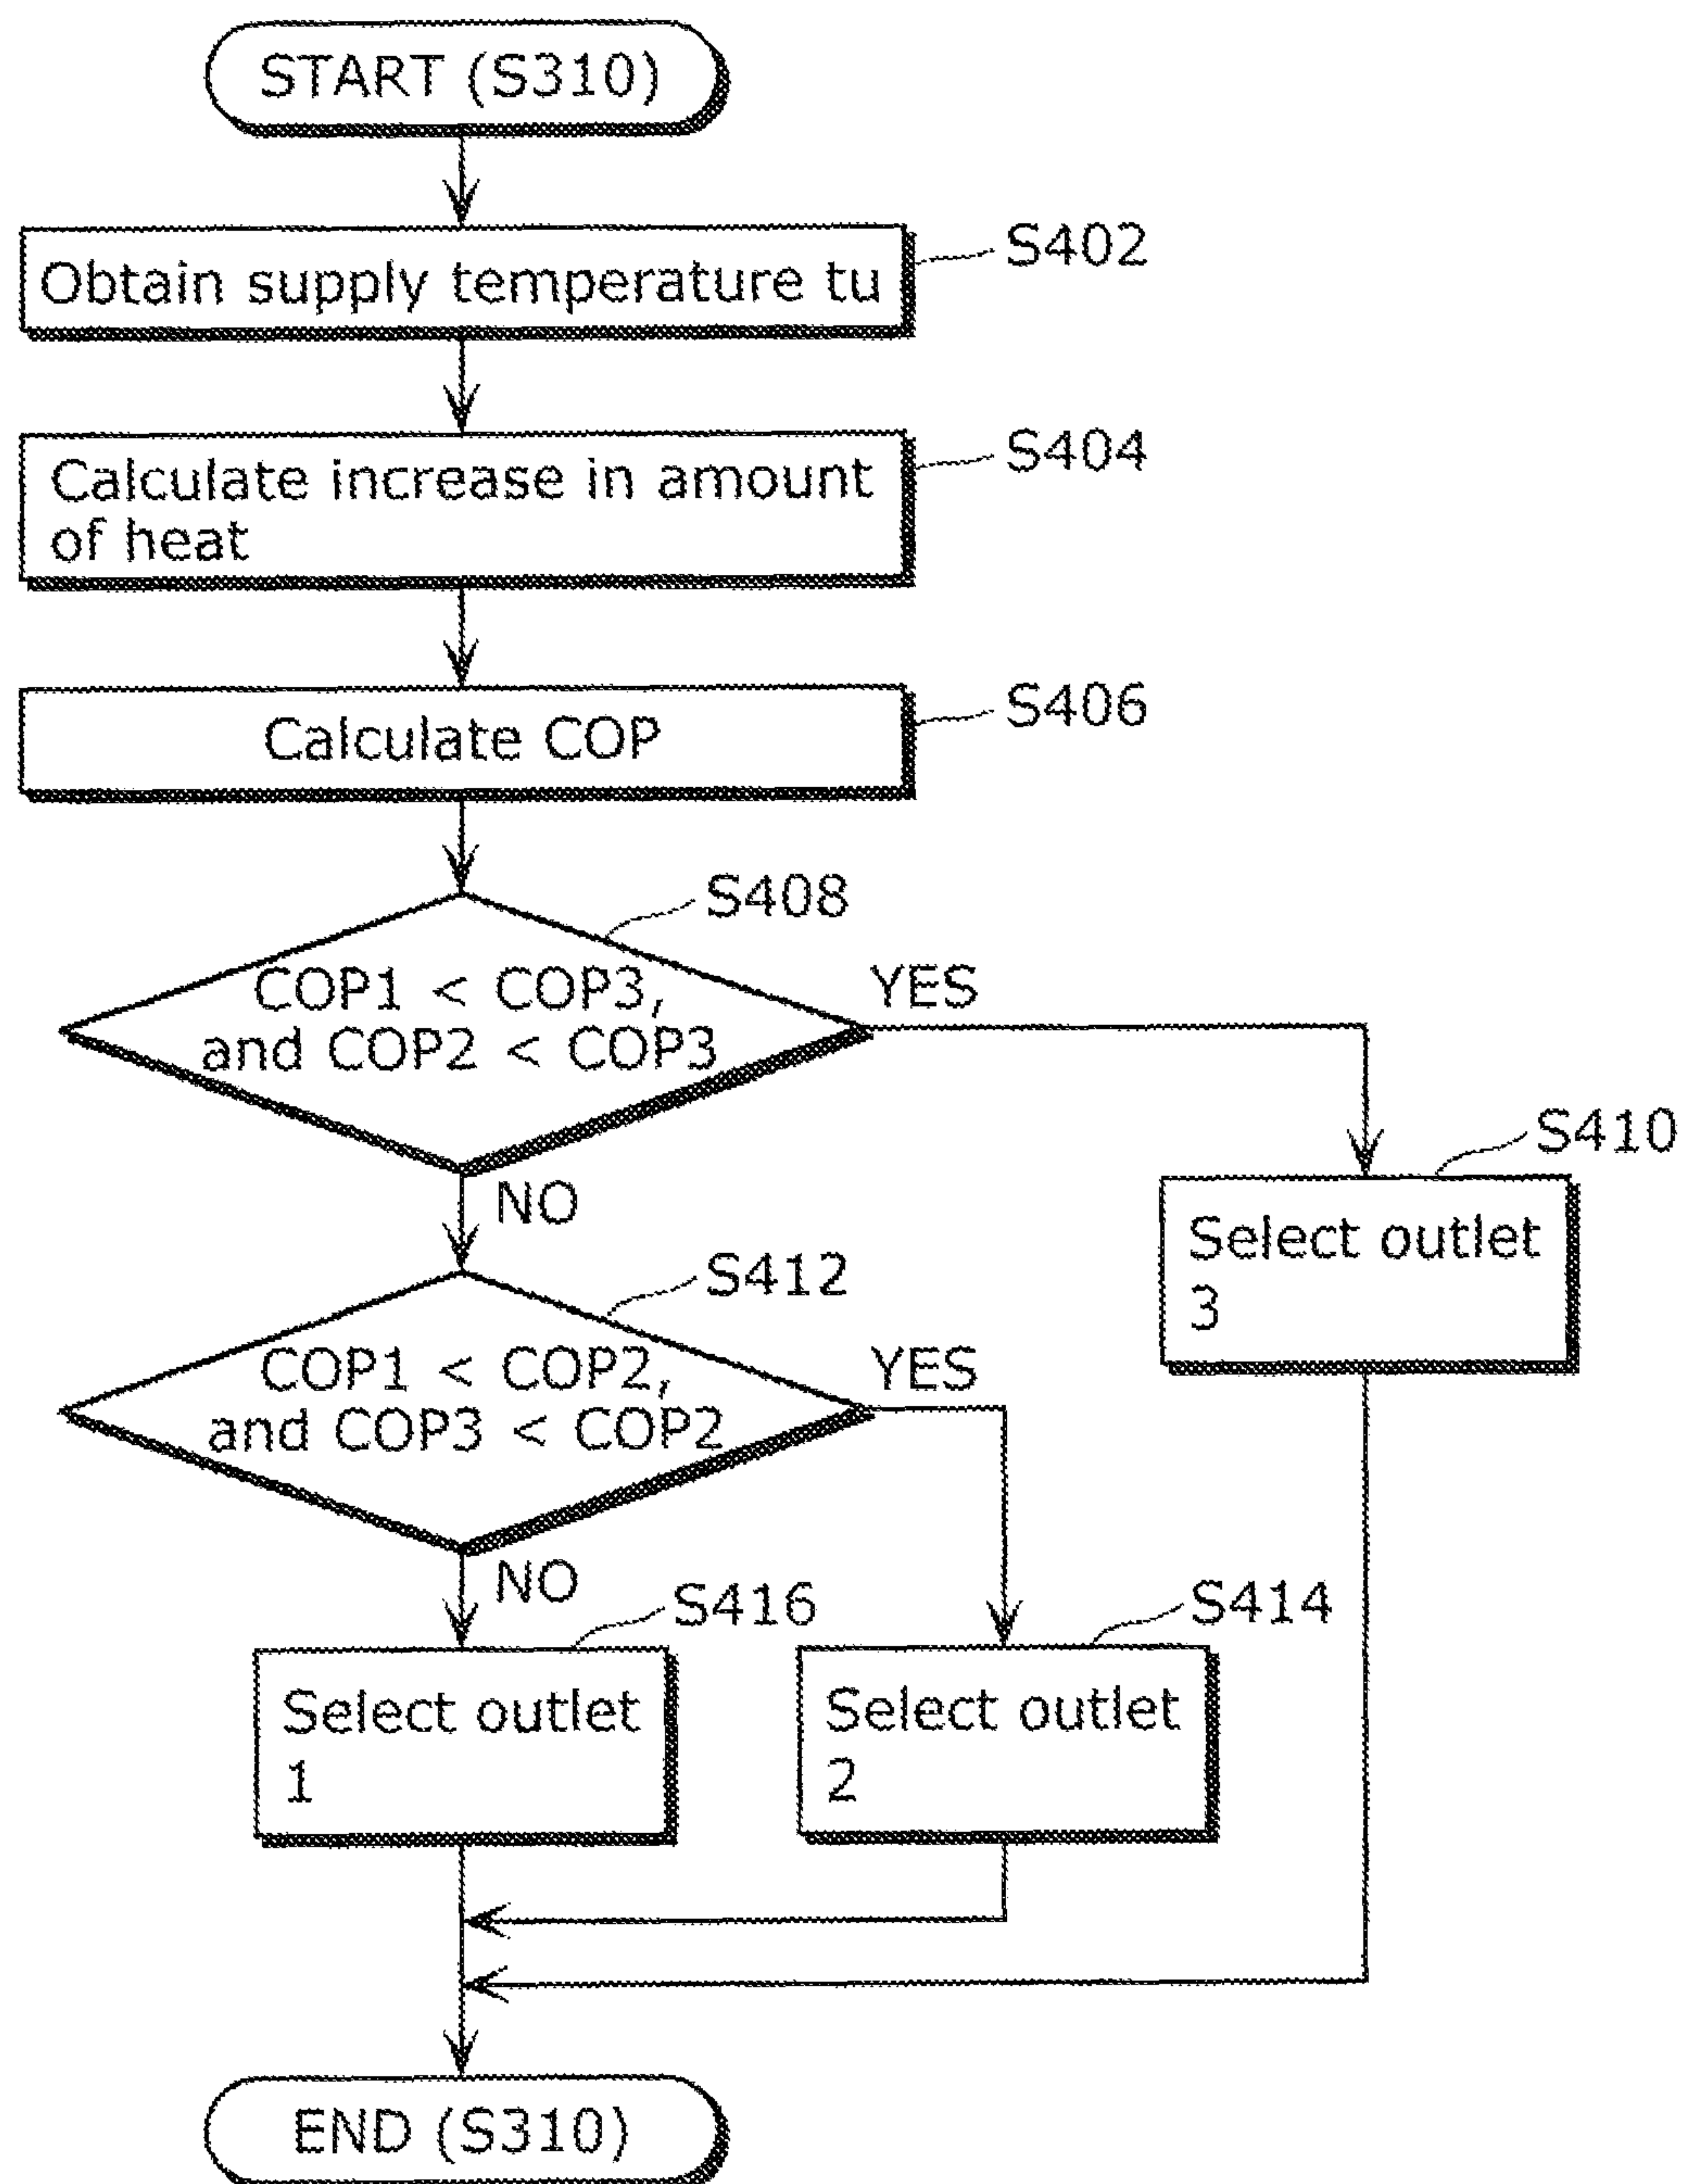 START (S310)
Obtain supply temperature tu
S402
Calculate increase in amount
of heat
S404
Calculate COP
S406
S408
COP1 < COP3,
and COP2 < COP3
YES
NO
S410
Select outlet
3
S412
COP1 < COP2,
and COP3 < COP2
YES
NO
S416
Select outlet
1
S414
Select outlet
2
END (S310)